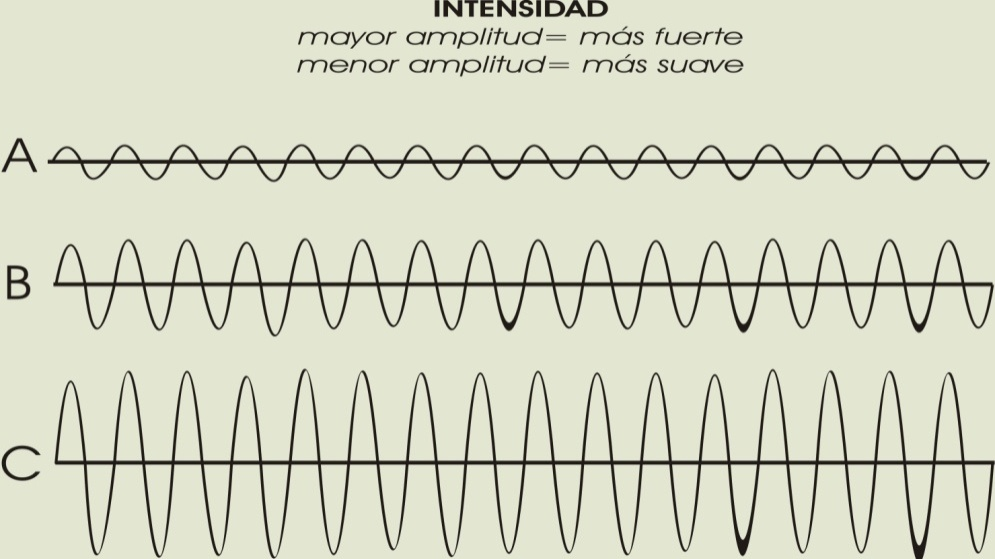 INTENSIDAD
mayor amplitud= más fuerte
menor amplitud= más suave
A
B
C